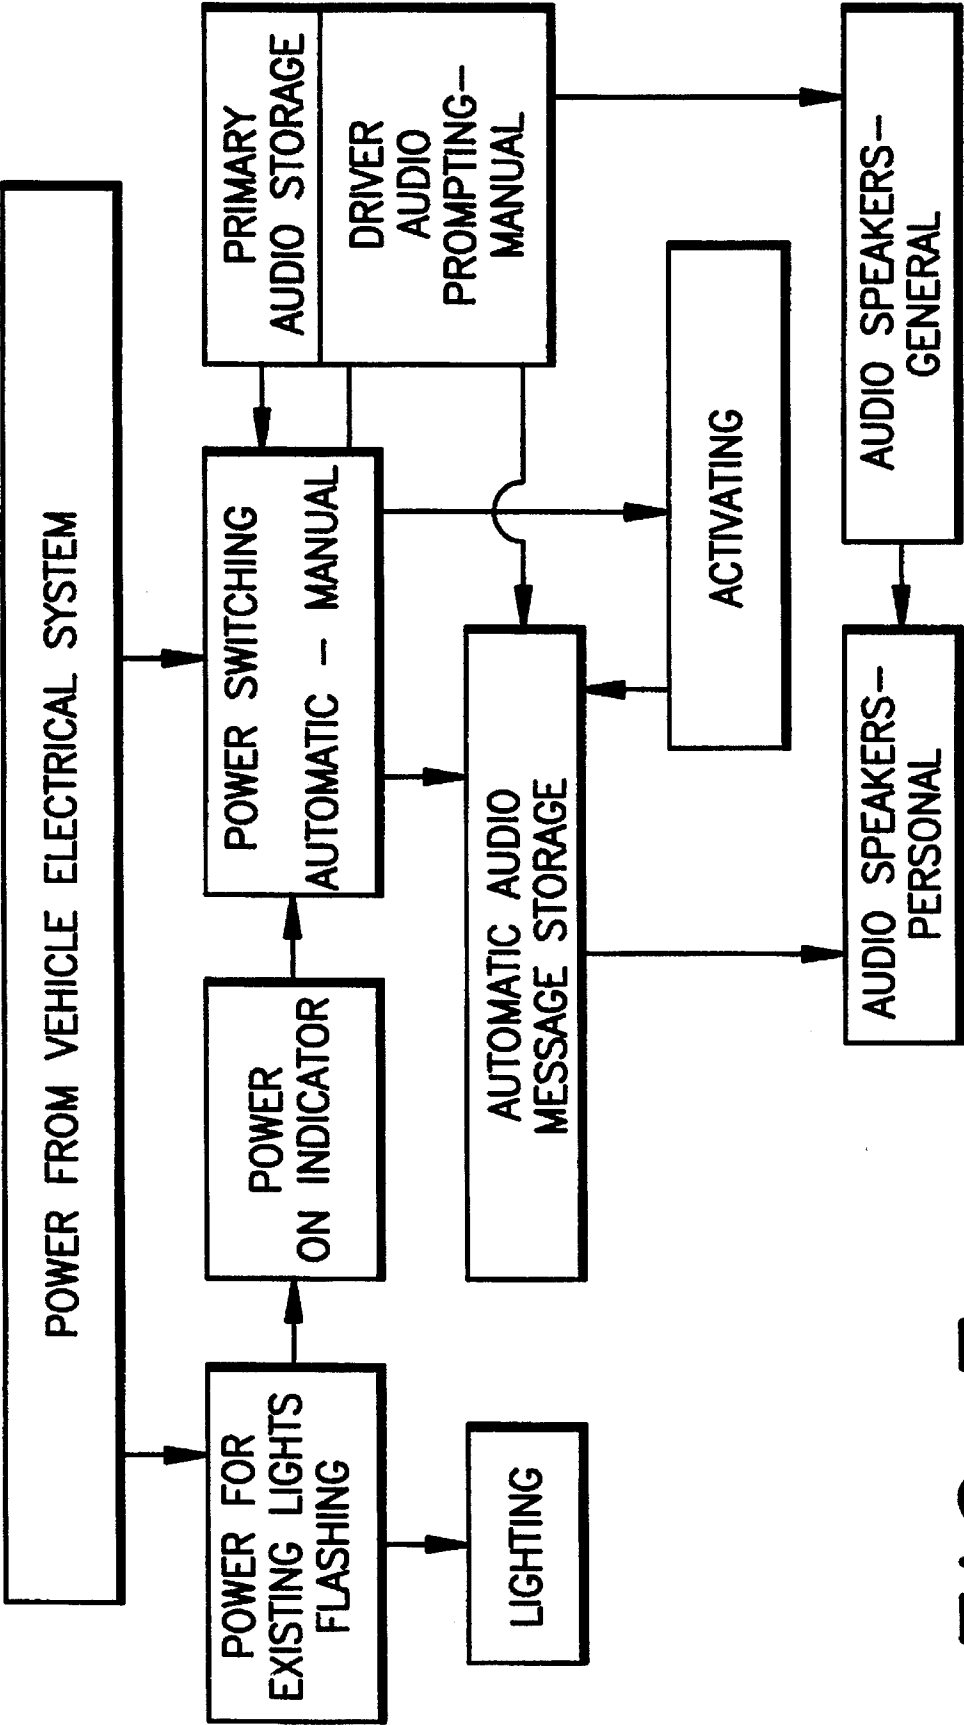 POWER FROM VEHICLE ELECTRICAL SYSTEM
POWER FOR
EXISTING LIGHTS
FLASHING
POWER
ON INDICATOR
POWER SWITCHING
AUTOMATIC – MANUAL
PRIMARY
AUDIO STORAGE
DRIVER
AUDIO
PROMPTING–
MANUAL
LIGHTING
AUTOMATIC AUDIO
MESSAGE STORAGE
ACTIVATING
AUDIO SPEAKERS–
PERSONAL
AUDIO SPEAKERS–
GENERAL